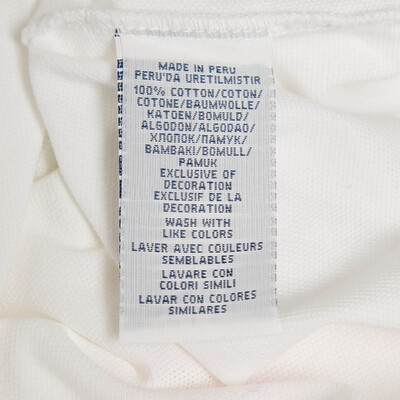 MADE IN PERU
PERU'DA URETILMISTIR
100% COTTON/COTON/
COTONE/BAUMWOLLE/
KATOEN/BOMULD/
ALGODON/ALGODAO/
ХЛОПОК/ПАМУК/
BAMBAKI/BOMULL/
PAMUK
EXCLUSIVE OF
DECORATION
EXCLUSIF DE LA
DECORATION
WASH WITH
LIKE COLORS
LAVER AVEC COULEURS
SEMBLABLES
LAVARE CON
COLORI SIMILI
LAVAR CON COLORES
SIMILARES